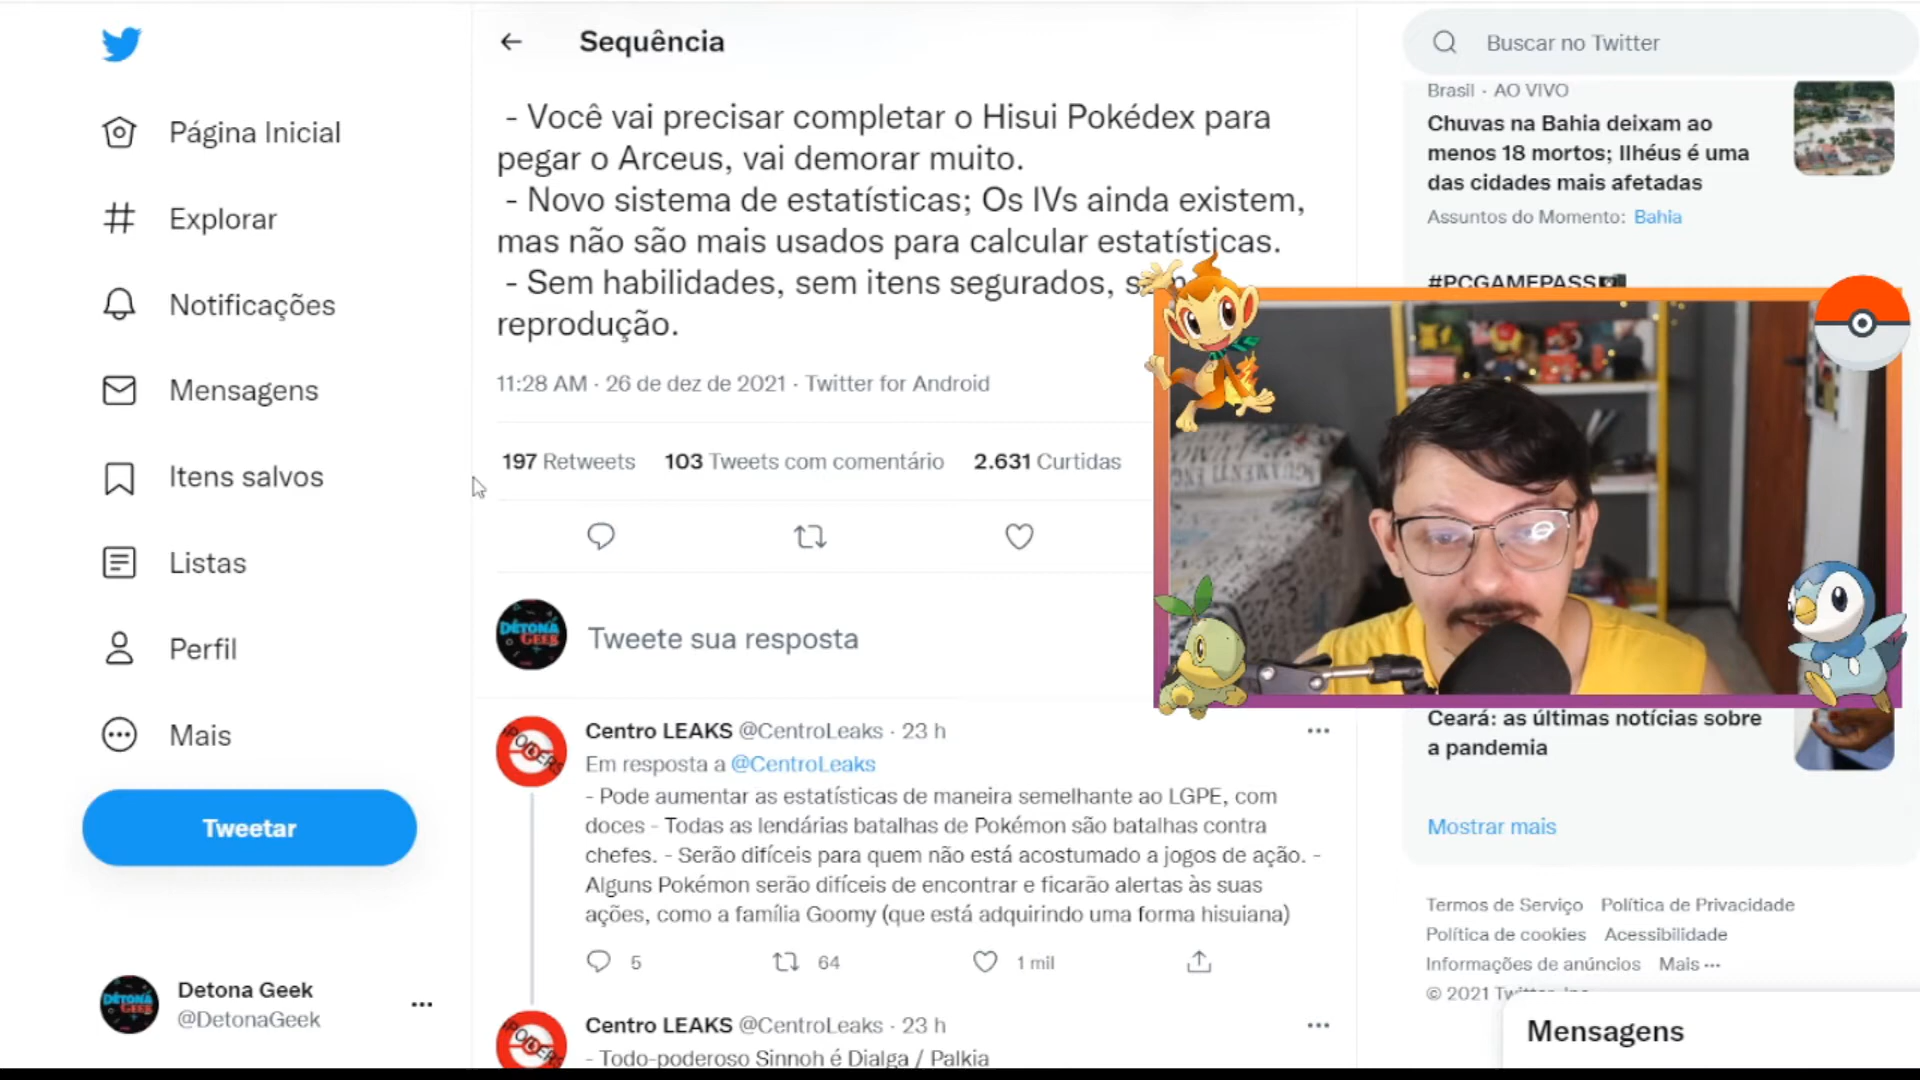 Sequência
Buscar no Twitter
Página Inicial
Explorar
Notificações
Mensagens
Itens salvos
Listas
Perfil
Mais
Tweetar
Detona Geek
@DetonaGeek
- Você vai precisar completar o Hisui Pokédex para
pegar o Arceus, vai demorar muito.
- Novo sistema de estatísticas; Os IVs ainda existem,
mas não são mais usados para calcular estatísticas.
- Sem habilidades, sem itens segurados,
reprodução.
11:28 AM · 26 de dez de 2021 · Twitter for Android
197 Retweets 103 Tweets com comentário 2.631 Curtidas
DETONA
GEEK
Tweete sua resposta
Centro LEAKS @CentroLeaks · 23 h
Em resposta a @CentroLeaks
- Pode aumentar as estatísticas de maneira semelhante ao LGPE, com
doces - Todas as lendárias batalhas de Pokémon são batalhas contra
chefes. - Serão difíceis para quem não está acostumado a jogos de ação. -
Alguns Pokémon serão difíceis de encontrar e ficarão alertas às suas
ações, como a família Goomy (que está adquirindo uma forma hisuiana)
5 64 1 mil
Centro LEAKS @CentroLeaks · 23 h
- Todo-poderoso Sinnoh é Dialga / Palkia
Brasil · AO VIVO
Chuvas na Bahia deixam ao
menos 18 mortos; Ilhéus é uma
das cidades mais afetadas
Assuntos do Momento: Bahia
#PCGAMEPASS
Ceará: as últimas notícias sobre
a pandemia
Mostrar mais
Termos de Serviço Política de Privacidade
Política de cookies Acessibilidade
Informações de anúncios Mais ···
© 2021
Mensagens